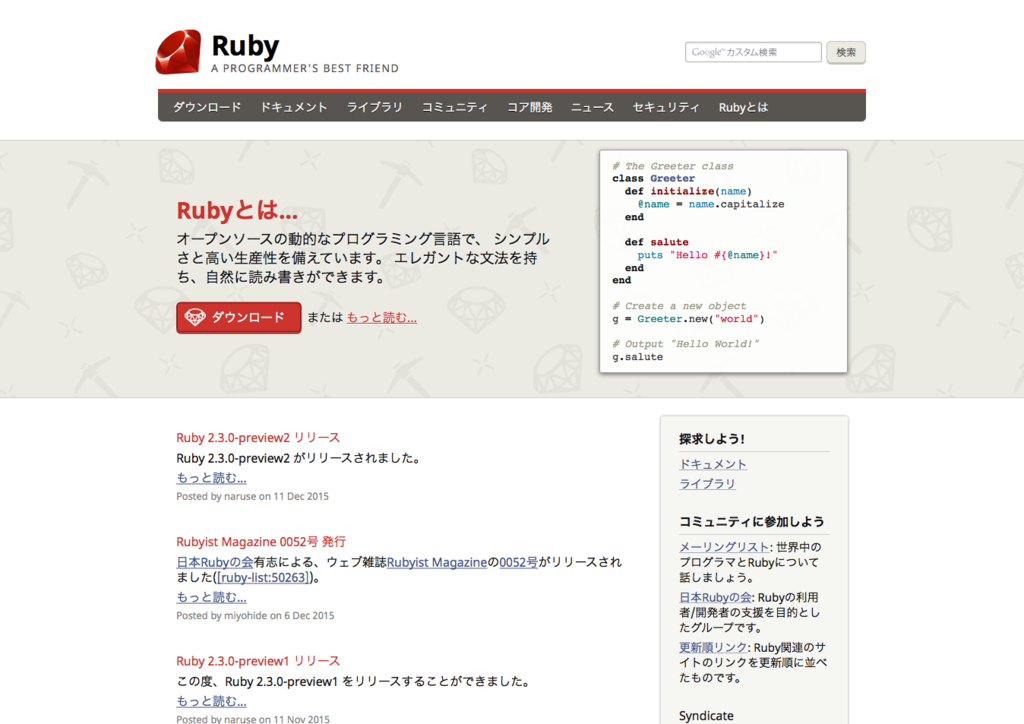 Ruby
A PROGRAMMER'S BEST FRIEND
Google™カスタム検索
検索
ダウンロード ドキュメント ライブラリ コミュニティ コア開発 ニュース セキュリティ Rubyとは
Rubyとは...
オープンソースの動的なプログラミング言語で、 シンプル
さと高い生産性を備えています。 エレガントな文法を持
ち、自然に読み書きができます。
ダウンロード または もっと読む...
# The Greeter class
class Greeter
  def initialize(name)
    @name = name.capitalize
  end

  def salute
    puts "Hello #{@name}!"
  end
end

# Create a new object
g = Greeter.new("world")

# Output "Hello World!"
g.salute
Ruby 2.3.0-preview2 リリース
Ruby 2.3.0-preview2 がリリースされました。
もっと読む...
Posted by naruse on 11 Dec 2015
Rubyist Magazine 0052号 発行
日本Rubyの会有志による、ウェブ雑誌Rubyist Magazineの0052号がリリースされ
ました([ruby-list:50263])。
もっと読む...
Posted by miyohide on 6 Dec 2015
Ruby 2.3.0-preview1 リリース
この度、Ruby 2.3.0-preview1 をリリースすることができました。
もっと読む...
Posted by naruse on 11 Nov 2015
探求しよう!
ドキュメント
ライブラリ
コミュニティに参加しよう
メーリングリスト: 世界中の
プログラマとRubyについて
話しましょう。
日本Rubyの会: Rubyの利用
者/開発者の支援を目的とし
たグループです。
更新順リンク: Ruby関連のサ
イトのリンクを更新順に並べ
たものです。
Syndicate